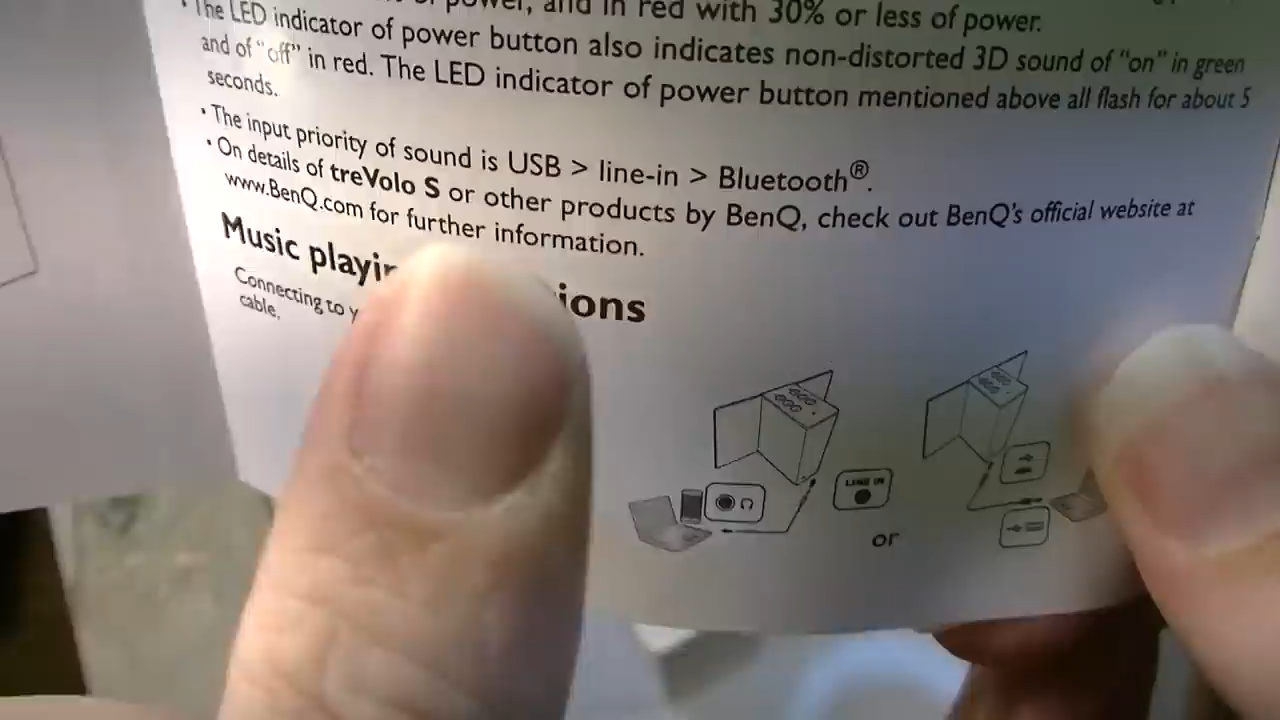 power, and in red with 30% or less of power.
• The LED indicator of power button also indicates non-distorted 3D sound of "on" in green
and of "off" in red. The LED indicator of power button mentioned above all flash for about 5
seconds.
• The input priority of sound is USB > line-in > Bluetooth®.
• On details of treVolo S or other products by BenQ, check out BenQ's official website at
www.BenQ.com for further information.
Music
Connecting to
cable.
LINE IN
or